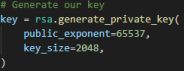 # Generate our key
key = rsa.generate_private_key(
    public_exponent=65537,
    key_size=2048,
)